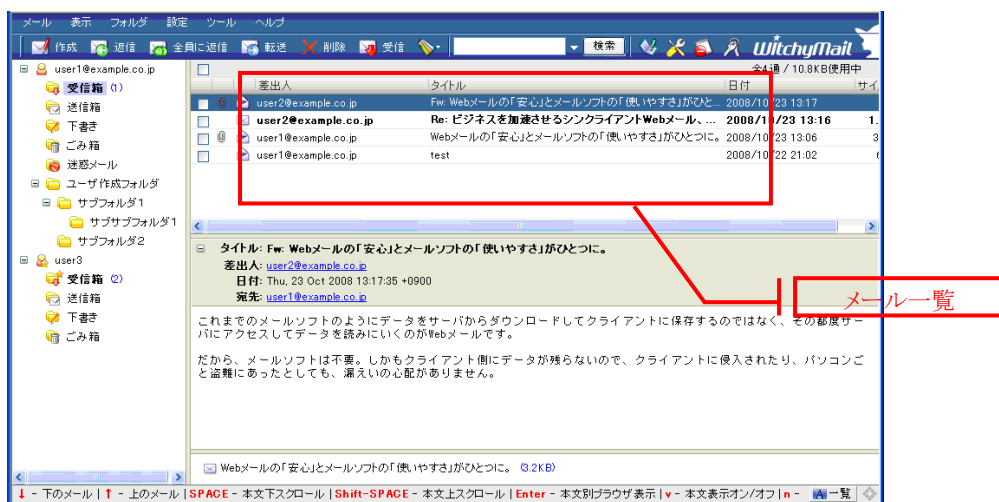 メール 表示 フォルダ 設定 ツール ヘルプ
作成 返信 全員に返信 転送 削除 受信 検索 WitchyMail
user1@example.co.jp
受信箱 (1)
送信箱
下書き
ごみ箱
迷惑メール
ユーザ作成フォルダ
サブフォルダ1
サブサブフォルダ1
サブフォルダ2
user3
受信箱 (2)
送信箱
下書き
ごみ箱
全4通 / 10.8KB使用中
差出人 タイトル 日付 サイ
user2@example.co.jp Fw: Webメールの「安心」とメールソフトの「使いやすさ」がひと... 2008/10/23 13:17
user2@example.co.jp Re: ビジネスを加速させるシンクライアントWebメール、... 2008/10/23 13:16 1.
user1@example.co.jp Webメールの「安心」とメールソフトの「使いやすさ」がひとつに。 2008/10/23 13:06 3
user1@example.co.jp test 2008/10/22 21:02
タイトル: Fw: Webメールの「安心」とメールソフトの「使いやすさ」がひとつに。
差出人: user2@example.co.jp
日付: Thu, 23 Oct 2008 13:17:35 +0900
宛先: user1@example.co.jp
メール一覧
これまでのメールソフトのようにデータをサーバからダウンロードしてクライアントに保存するのではなく、その都度サー
バにアクセスしてデータを読みにいくのがWebメールです。
だから、メールソフトは不要。しかもクライアント側にデータが残らないので、クライアントに侵入されたり、パソコンご
と盗難にあったとしても、漏えいの心配がありません。
Webメールの「安心」とメールソフトの「使いやすさ」がひとつに。 (3.2KB)
↓ - 下のメール | ↑ - 上のメール | SPACE - 本文下スクロール | Shift-SPACE - 本文上スクロール | Enter - 本文別ブラウザ表示 | v - 本文表示オン/オフ | n - 一覧